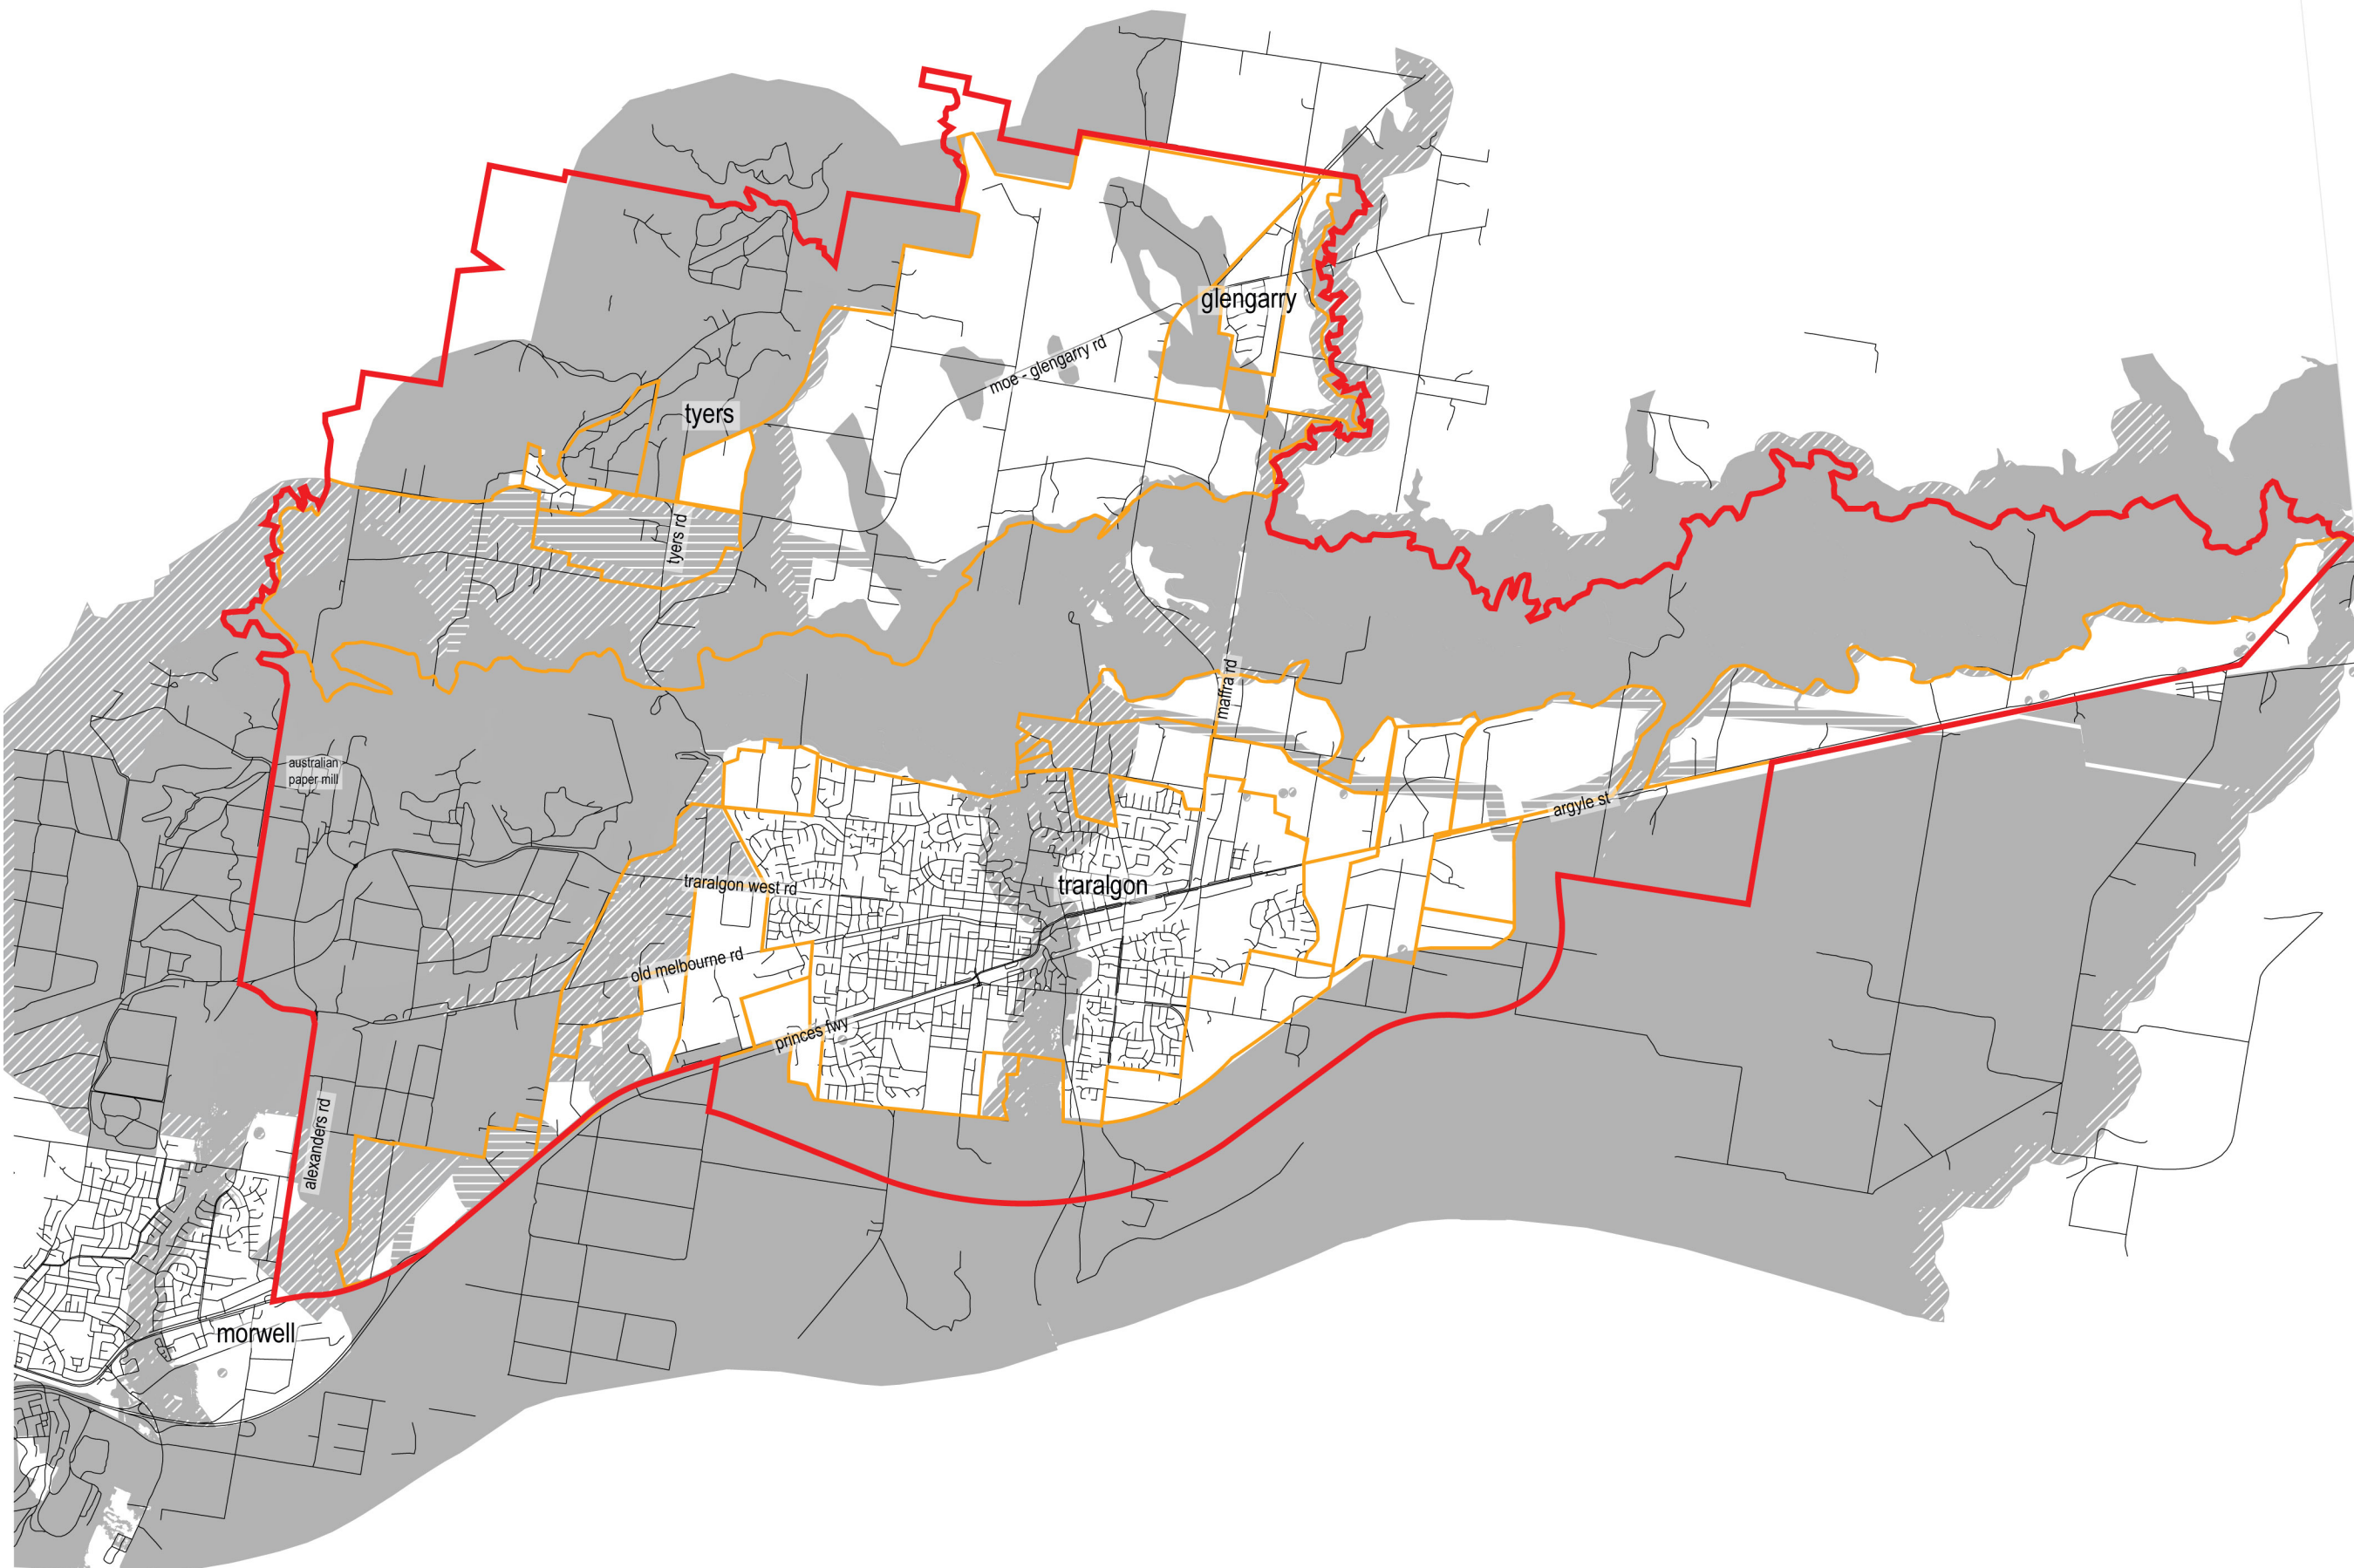 glengarry
moe - glengarry rd
tyers
tyers rd
maffra rd
australian
paper mill
argyle st
traralgon west rd
traralgon
old melbourne rd
princes fwy
alexanders rd
morwell